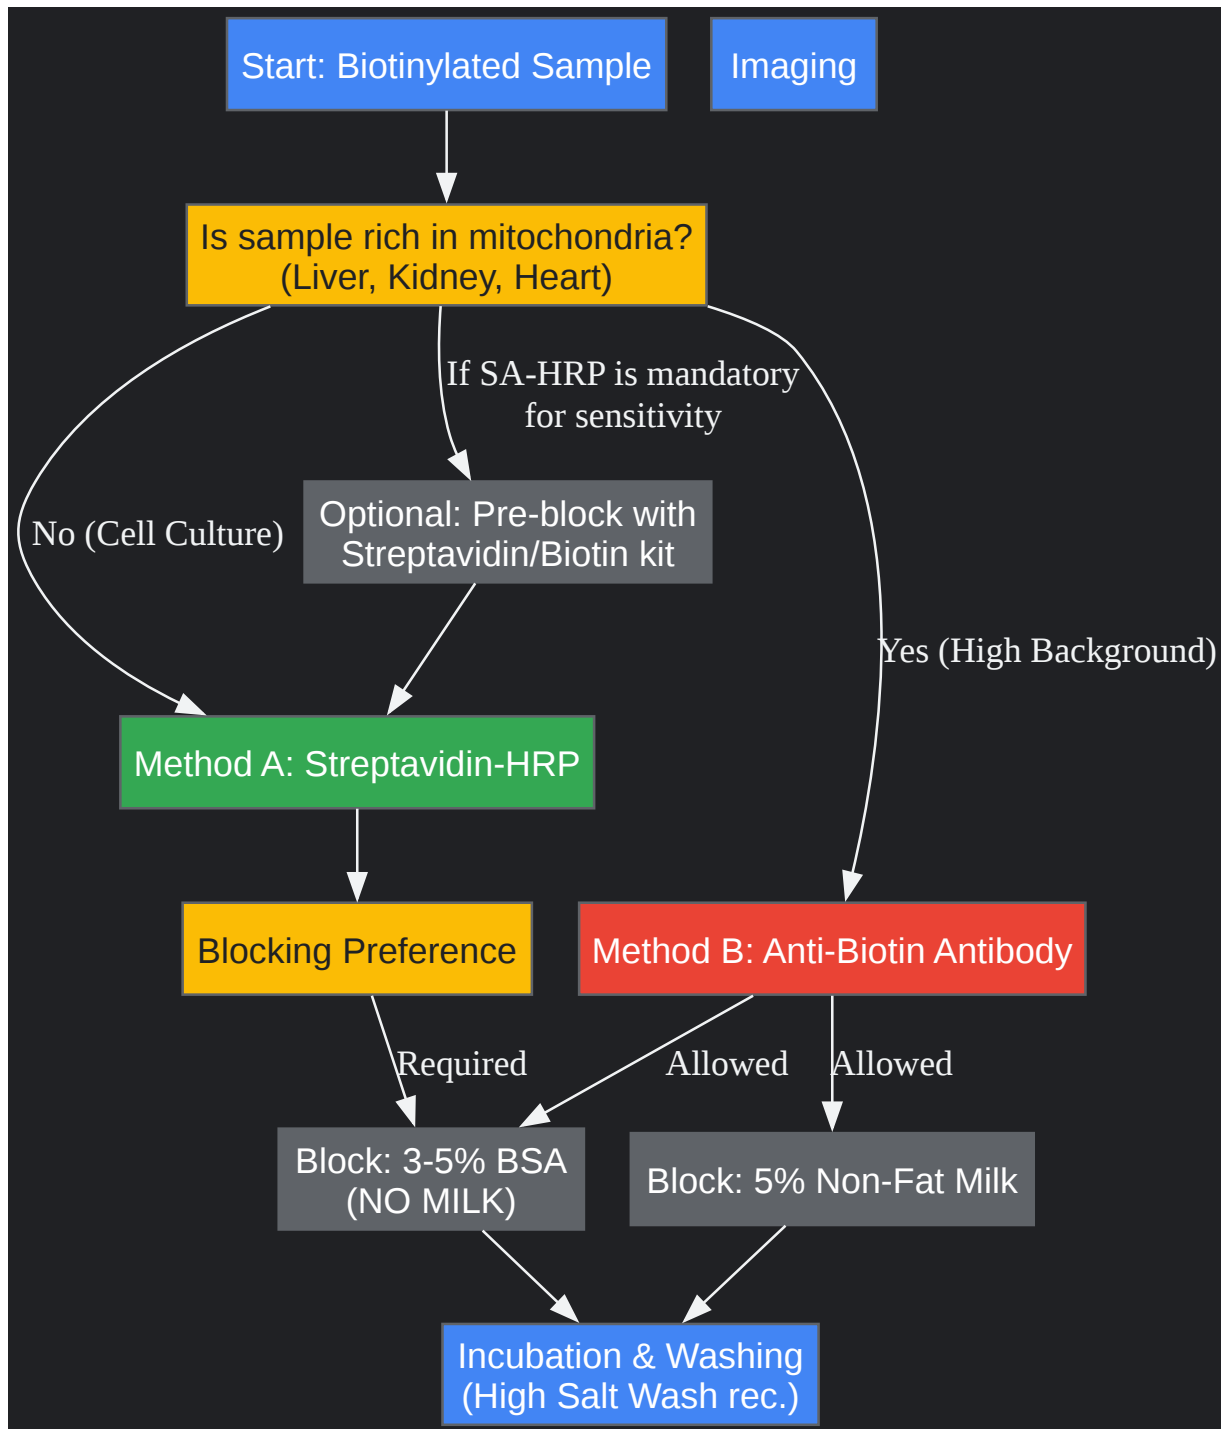 Start: Biotinylated Sample
Imaging
Is sample rich in mitochondria?
(Liver, Kidney, Heart)
If SA-HRP is mandatory
for sensitivity
No (Cell Culture)
Optional: Pre-block with
Streptavidin/Biotin kit
Yes (High Background)
Method A: Streptavidin-HRP
Blocking Preference
Method B: Anti-Biotin Antibody
Required
Allowed
Allowed
Block: 3-5% BSA
(NO MILK)
Block: 5% Non-Fat Milk
Incubation & Washing
(High Salt Wash rec.)